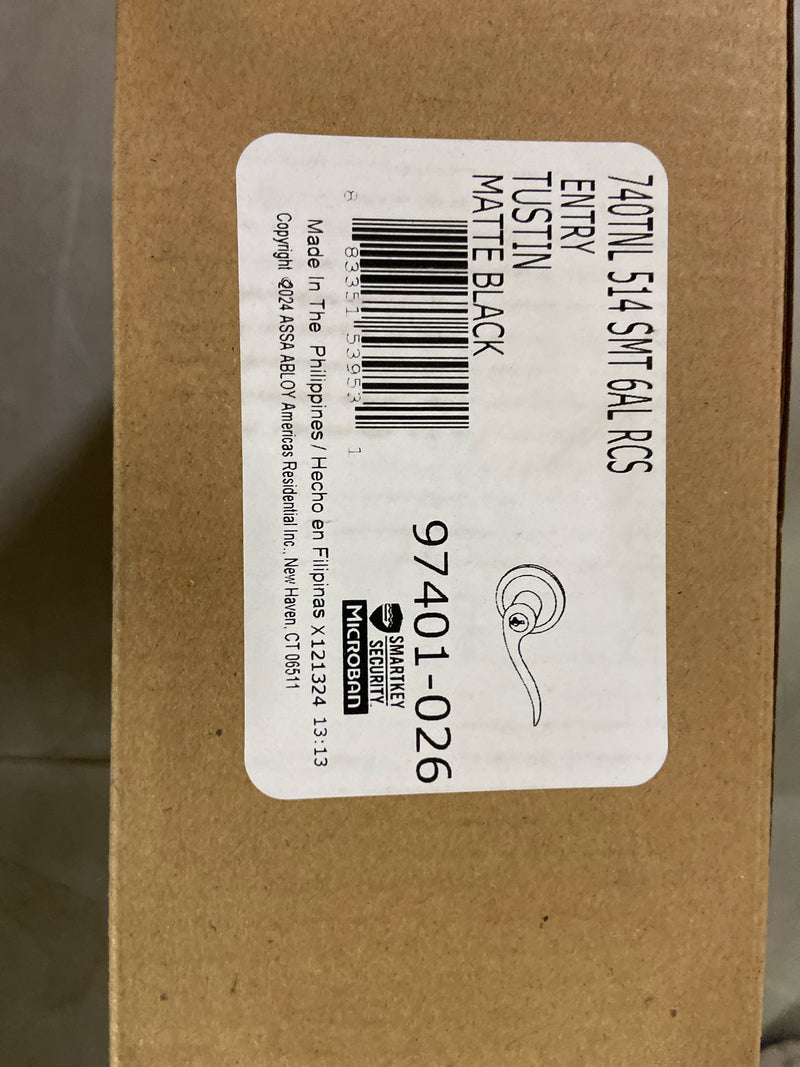 740TNL 514 SMT 6AL RCS
ENTRY
TUSTIN
MATTE BLACK
8 83351 53953 1
97401-026
SMARTKEY
SECURITY
MICROBAN
Made In The Philippines / Hecho en Filipinas X121324 13:13
Copyright ©2024 ASSA ABLOY Americas Residential Inc., New Haven, CT 06511